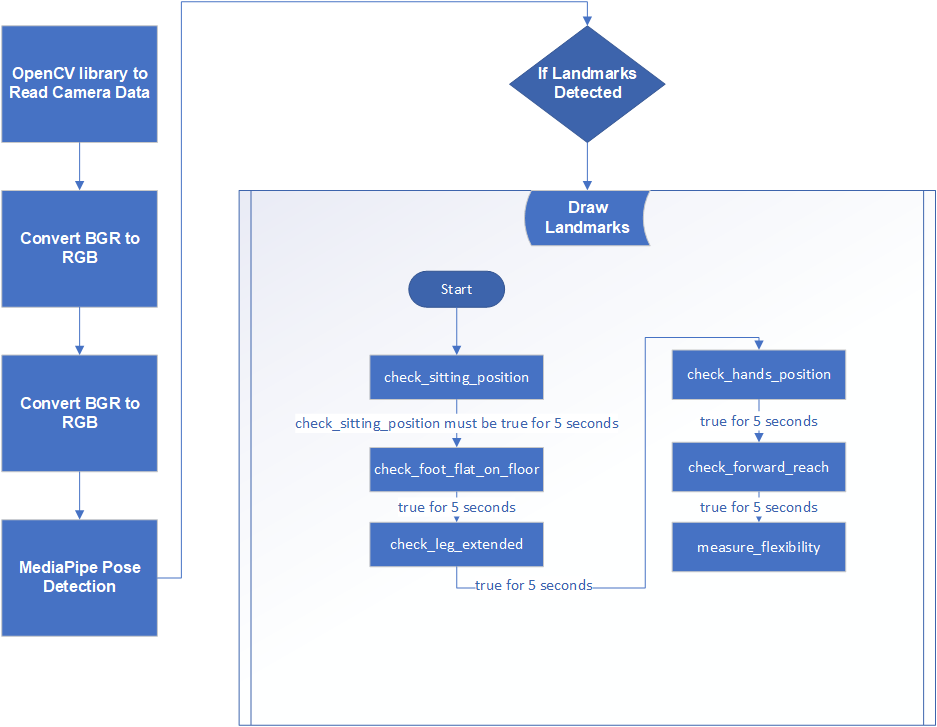 OpenCV library to
Read Camera Data
Convert BGR to
RGB
Convert BGR to
RGB
MediaPipe Pose
Detection
If Landmarks
Detected
Draw
Landmarks
Start
check_sitting_position
check_sitting_position must be true for 5 seconds
check_foot_flat_on_floor
true for 5 seconds
check_leg_extended
true for 5 seconds
check_hands_position
true for 5 seconds
check_forward_reach
true for 5 seconds
measure_flexibility